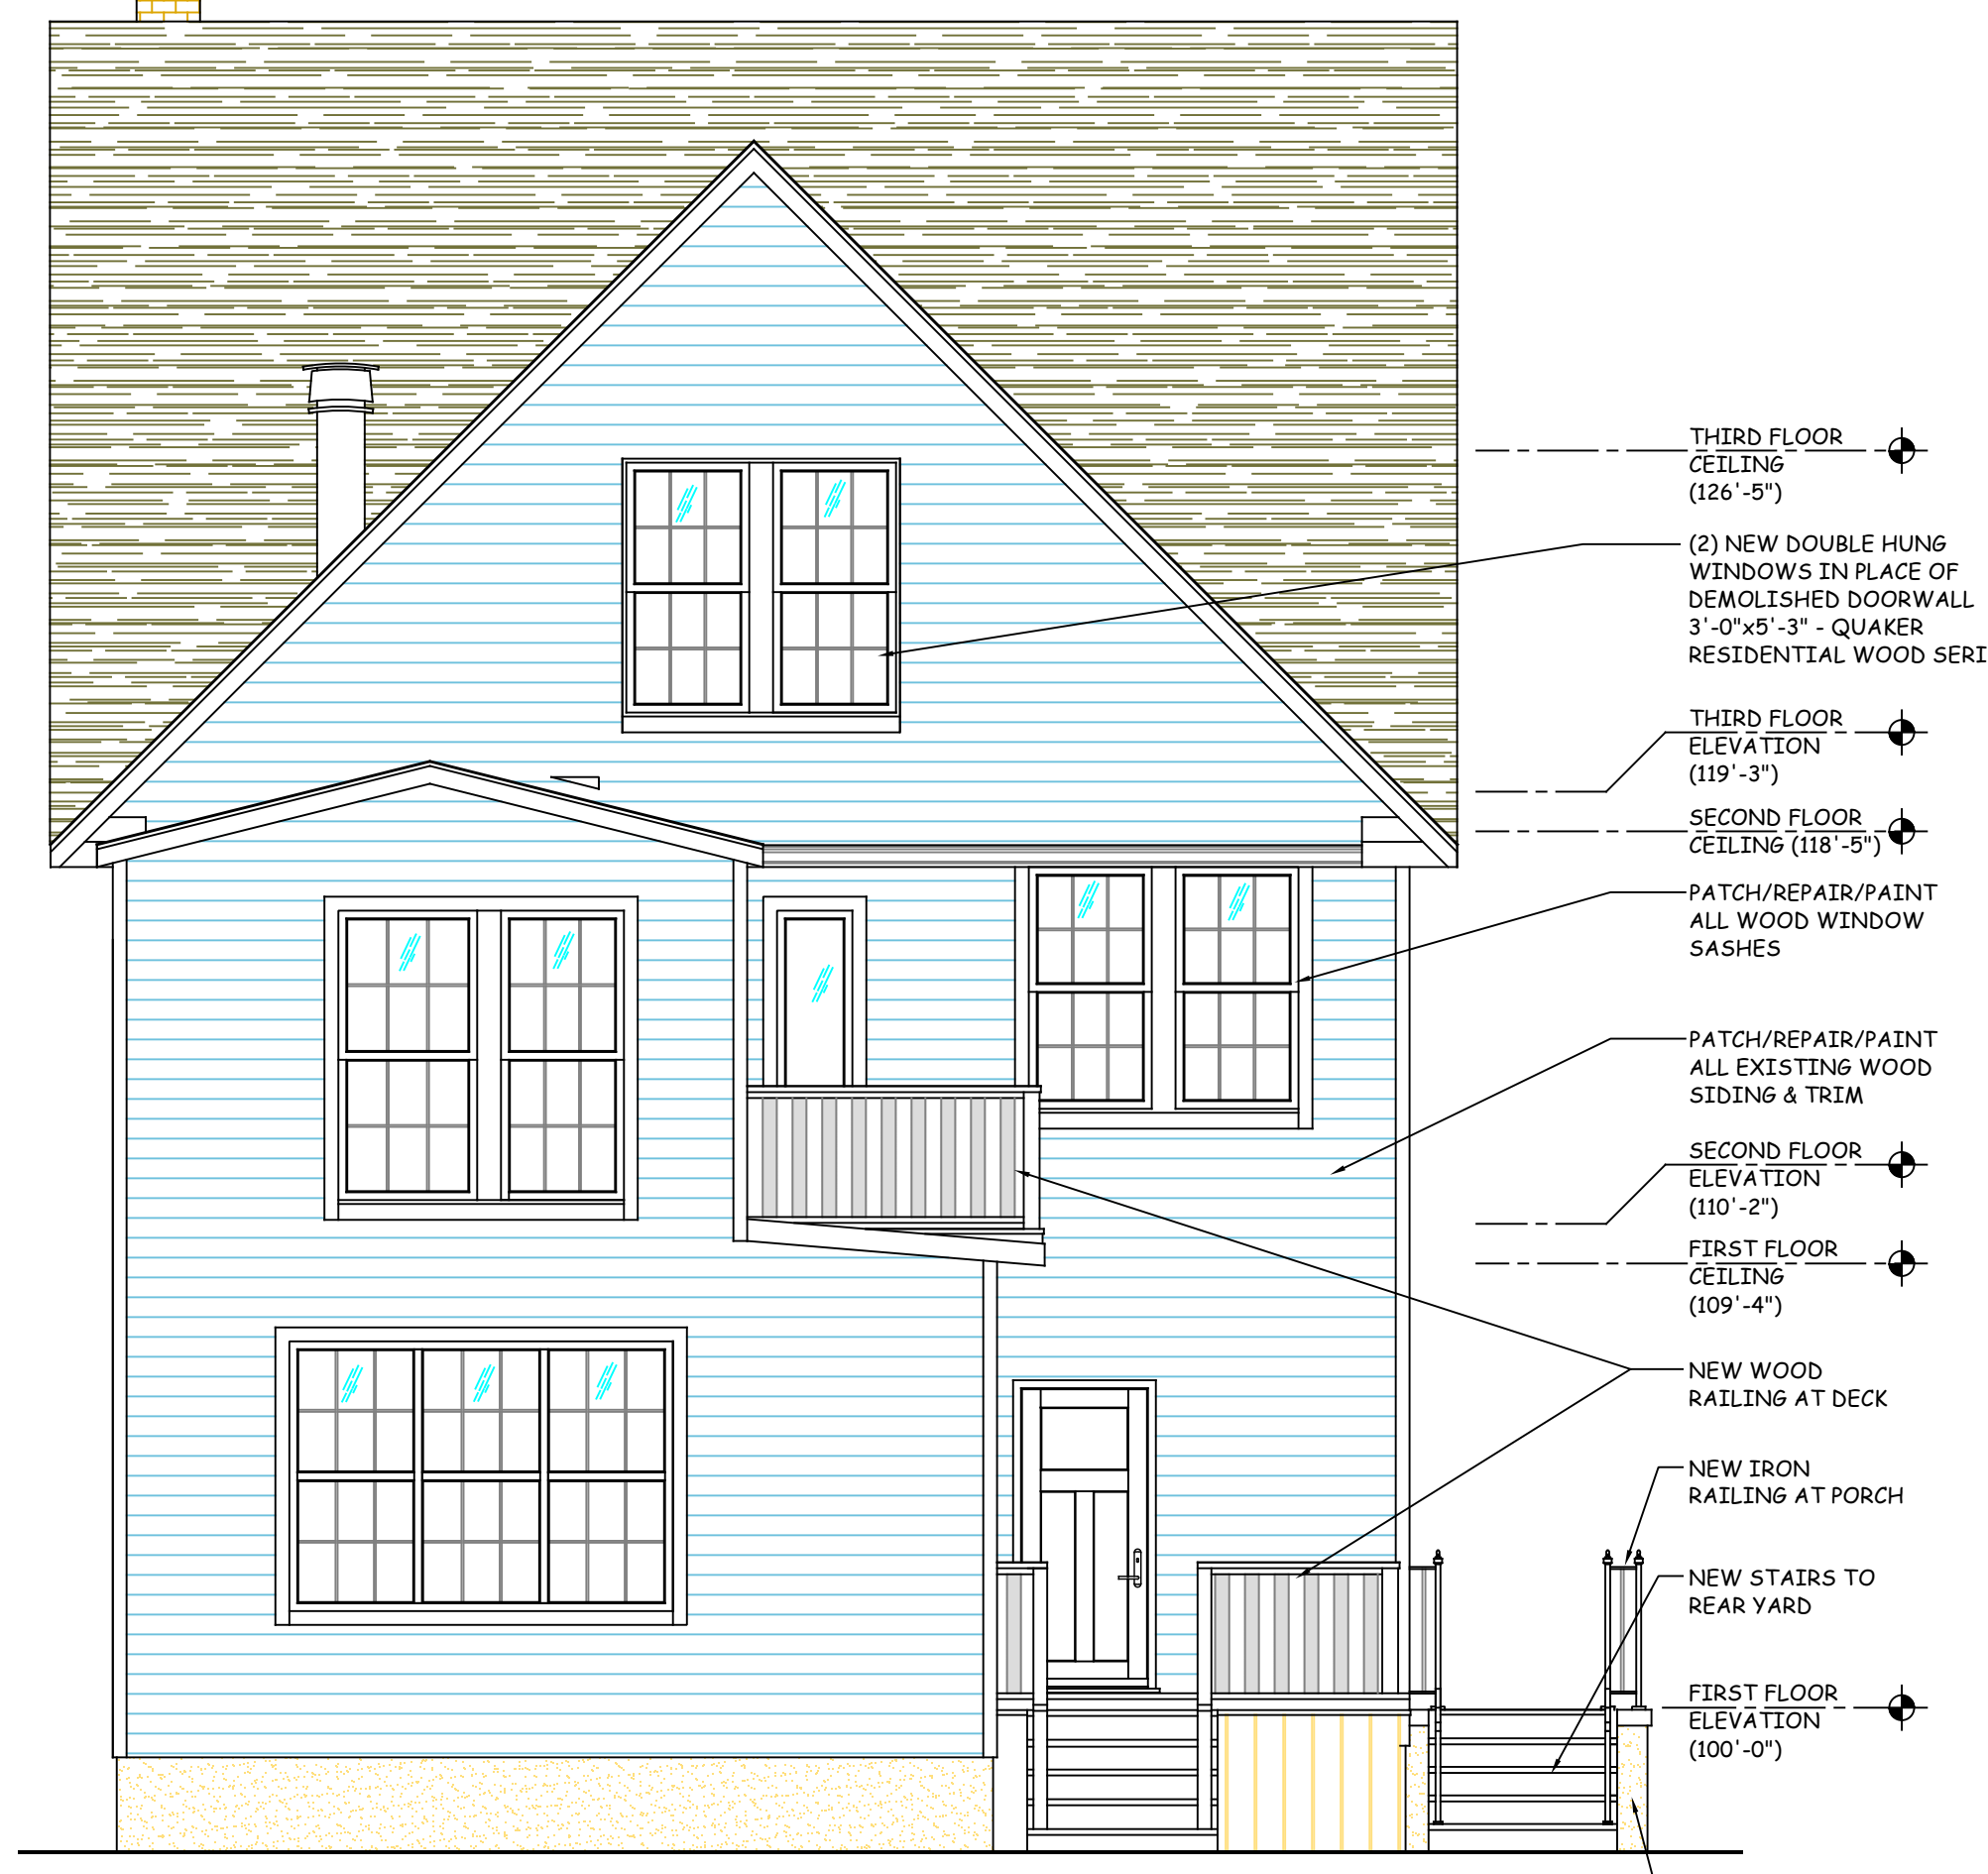 THIRD FLOOR
CEILING
(126'-5")
(2) NEW DOUBLE HUNG
WINDOWS IN PLACE OF
DEMOLISHED DOORWALL
3'-0"x5'-3" - QUAKER
RESIDENTIAL WOOD SERI
THIRD FLOOR
ELEVATION
(119'-3")
SECOND FLOOR
CEILING (118'-5")
PATCH/REPAIR/PAINT
ALL WOOD WINDOW
SASHES
PATCH/REPAIR/PAINT
ALL EXISTING WOOD
SIDING & TRIM
SECOND FLOOR
ELEVATION
(110'-2")
FIRST FLOOR
CEILING
(109'-4")
NEW WOOD
RAILING AT DECK
NEW IRON
RAILING AT PORCH
NEW STAIRS TO
REAR YARD
FIRST FLOOR
ELEVATION
(100'-0")